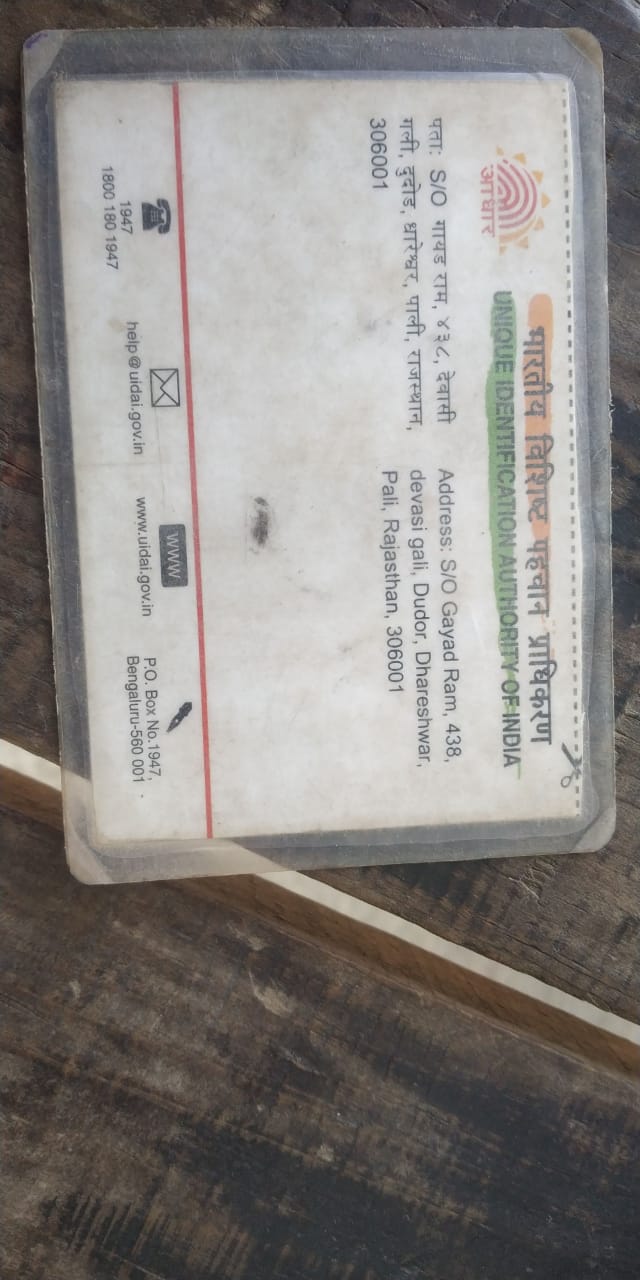 भारतीय विशिष्ट पहचान प्राधिकरण
UNIQUE IDENTIFICATION AUTHORITY OF INDIA
आधार
पता: S/O गायड राम, ४३८, देवासी
गली, दुदोड, धारेश्वर, पाली, राजस्थान,
306001
Address: S/O Gayad Ram, 438,
devasi gali, Dudor, Dhareshwar,
Pali, Rajasthan, 306001
1947
1800 180 1947
help@uidai.gov.in
WWW
www.uidai.gov.in
P.O. Box No.1947,
Bengaluru-560 001